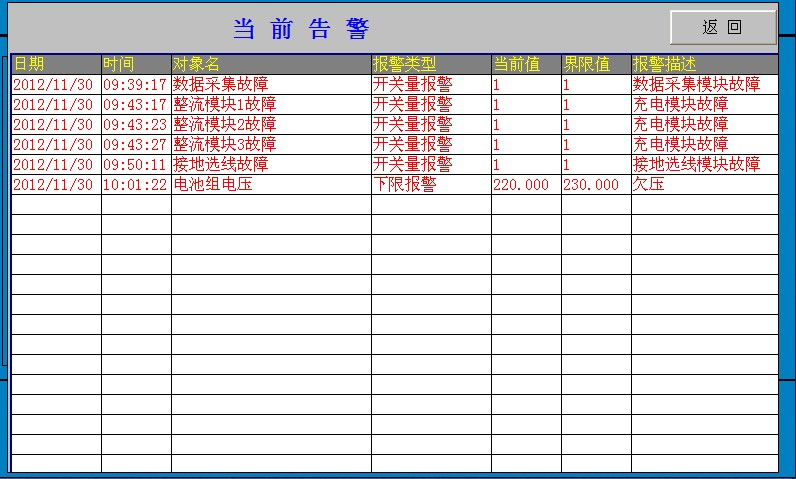 当前告警
返回
日期 时间 对象名 报警类型 当前值 界限值 报警描述
2012/11/30 09:39:17 数据采集故障 开关量报警 1 1 数据采集模块故障
2012/11/30 09:43:17 整流模块1故障 开关量报警 1 1 充电模块故障
2012/11/30 09:43:23 整流模块2故障 开关量报警 1 1 充电模块故障
2012/11/30 09:43:27 整流模块3故障 开关量报警 1 1 充电模块故障
2012/11/30 09:50:11 接地选线故障 开关量报警 1 1 接地选线模块故障
2012/11/30 10:01:22 电池组电压 下限报警 220.000 230.000 欠压